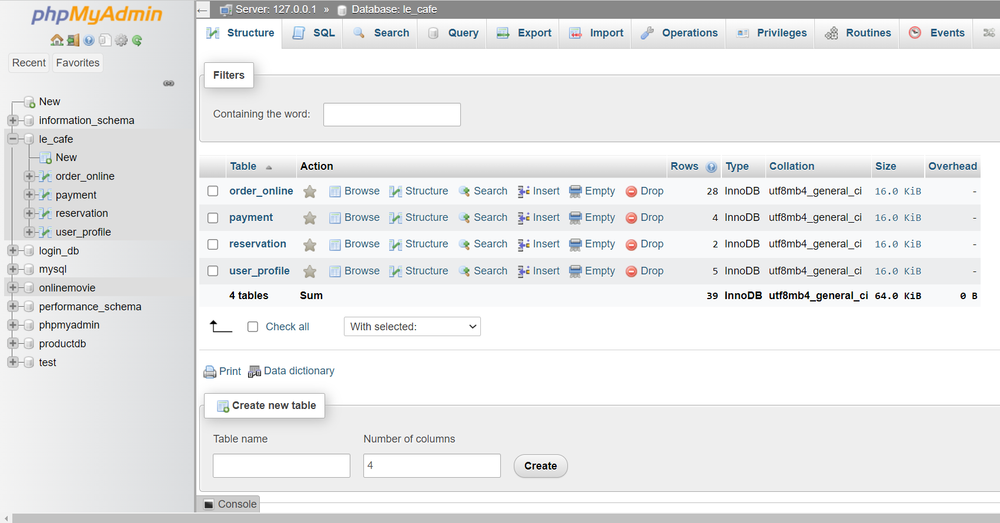 phpMyAdmin
Recent Favorites
New
information_schema
le_cafe
New
order_online
payment
reservation
user_profile
login_db
mysql
onlinemovie
performance_schema
phpmyadmin
productdb
test
Server: 127.0.0.1 » Database: le_cafe
Structure SQL Search Query Export Import Operations Privileges Routines Events
Filters
Containing the word:
Table Action Rows Type Collation Size Overhead
order_online Browse Structure Search Insert Empty Drop 28 InnoDB utf8mb4_general_ci 16.0 KiB -
payment Browse Structure Search Insert Empty Drop 4 InnoDB utf8mb4_general_ci 16.0 KiB -
reservation Browse Structure Search Insert Empty Drop 2 InnoDB utf8mb4_general_ci 16.0 KiB -
user_profile Browse Structure Search Insert Empty Drop 5 InnoDB utf8mb4_general_ci 16.0 KiB -
4 tables Sum 39 InnoDB utf8mb4_general_ci 64.0 KiB 0 B
Check all With selected:
Print Data dictionary
Create new table
Table name Number of columns
4 Create
Console